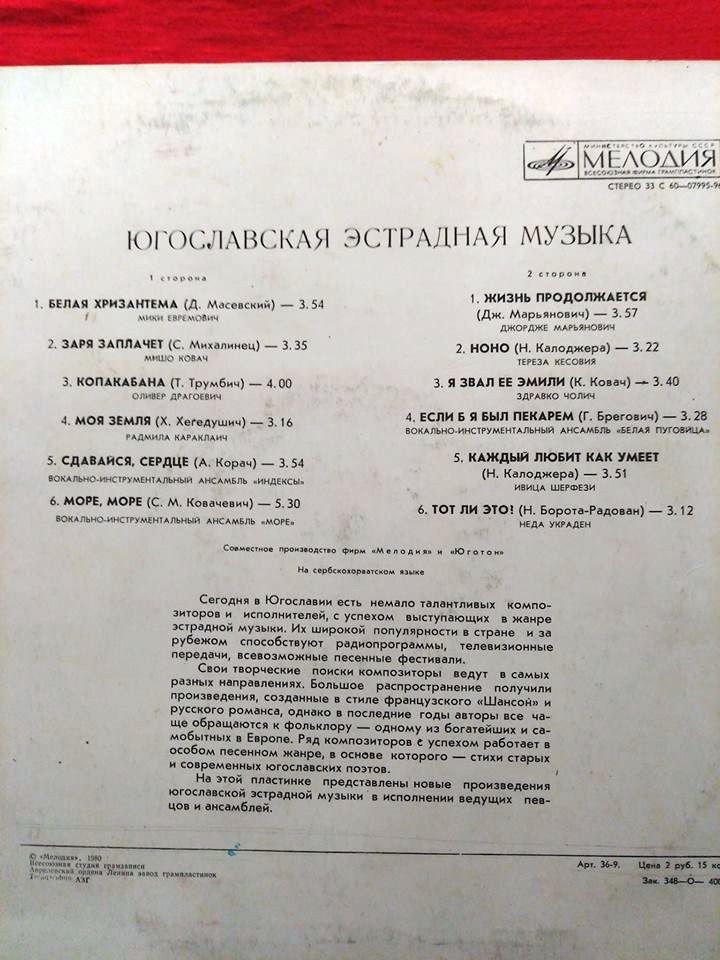 МИНИСТЕРСТВО КУЛЬТУРЫ СССР
МЕЛОДИЯ
ВСЕСОЮЗНАЯ ФИРМА ГРАМПЛАСТИНОК
СТЕРЕО 33 С 60—07995-96
ЮГОСЛАВСКАЯ ЭСТРАДНАЯ МУЗЫКА
1 сторона
1. БЕЛАЯ ХРИЗАНТЕМА (Д. Масевский) — 3.54
МИКИ ЕВРЕМОВИЧ
2. ЗАРЯ ЗАПЛАЧЕТ (С. Михалинец) — 3.35
МИШО КОВАЧ
3. КОПАКАБАНА (Т. Трумбич) — 4.00
ОЛИВЕР ДРАГОЕВИЧ
4. МОЯ ЗЕМЛЯ (Х. Хегедушич) — 3.16
РАДМИЛА КАРАКЛАИЧ
5. СДАВАЙСЯ, СЕРДЦЕ (А. Корач) — 3.54
ВОКАЛЬНО-ИНСТРУМЕНТАЛЬНЫЙ АНСАМБЛЬ «ИНДЕКСЫ»
6. МОРЕ, МОРЕ (С. М. Ковачевич) — 5.30
ВОКАЛЬНО-ИНСТРУМЕНТАЛЬНЫЙ АНСАМБЛЬ «МОРЕ»
2 сторона
1. ЖИЗНЬ ПРОДОЛЖАЕТСЯ
(Дж. Марьянович) — 3.57
ДЖОРДЖЕ МАРЬЯНОВИЧ
2. НОНО (Н. Калоджера) — 3.22
ТЕРЕЗА КЕСОВИЯ
3. Я ЗВАЛ ЕЕ ЭМИЛИ (К. Ковач) — 3.40
ЗДРАВКО ЧОЛИЧ
4. ЕСЛИ Б Я БЫЛ ПЕКАРЕМ (Г. Брегович) — 3.28
ВОКАЛЬНО-ИНСТРУМЕНТАЛЬНЫЙ АНСАМБЛЬ «БЕЛАЯ ПУГОВИЦА»
5. КАЖДЫЙ ЛЮБИТ КАК УМЕЕТ
(Н. Калоджера) — 3.51
ИВИЦА ШЕРФЕЗИ
6. ТОТ ЛИ ЭТО! (Н. Борота-Радован) — 3.12
НЕДА УКРАДЕН
Совместное производство фирм «Мелодия» и «Юготон»
На сербскохорватском языке
Сегодня в Югославии есть немало талантливых компо-
зиторов и исполнителей, с успехом выступающих в жанре
эстрадной музыки. Их широкой популярности в стране и за
рубежом способствуют радиопрограммы, телевизионные
передачи, всевозможные песенные фестивали.
Свои творческие поиски композиторы ведут в самых
разных направлениях. Большое распространение получили
произведения, созданные в стиле французского «Шансон» и
русского романса, однако в последние годы авторы все ча-
ще обращаются к фольклору — одному из богатейших и са-
мобытных в Европе. Ряд композиторов с успехом работает в
особом песенном жанре, в основе которого — стихи старых
и современных югославских поэтов.
На этой пластинке представлены новые произведения
югославской эстрадной музыки в исполнении ведущих пев-
цов и ансамблей.
© «Мелодия», 1980
Всесоюзная студия грамзаписи
Апрелевский ордена Ленина завод грампластинок
Типография АЗГ
Арт. 36-9. Цена 2 руб. 15 ко
Зак. 348—О— 400